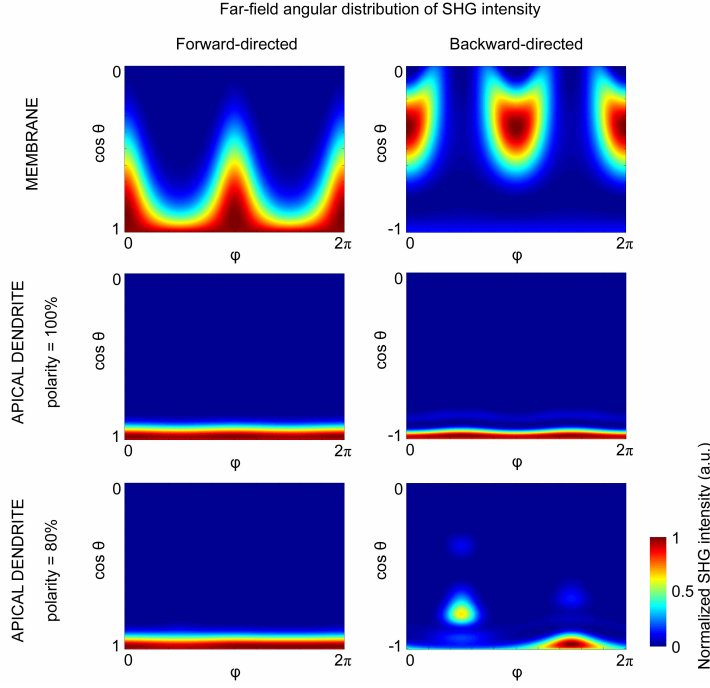 Far-field angular distribution of SHG intensity
Forward-directed
Backward-directed
MEMBRANE
cos θ
0
1
0
φ
2π
cos θ
0
-1
0
φ
2π
APICAL DENDRITE
polarity = 100%
cos θ
0
1
0
φ
2π
cos θ
0
-1
0
φ
2π
APICAL DENDRITE
polarity = 80%
cos θ
0
1
0
φ
2π
cos θ
0
-1
0
φ
2π
1
0.5
0
Normalized SHG intensity (a.u.)